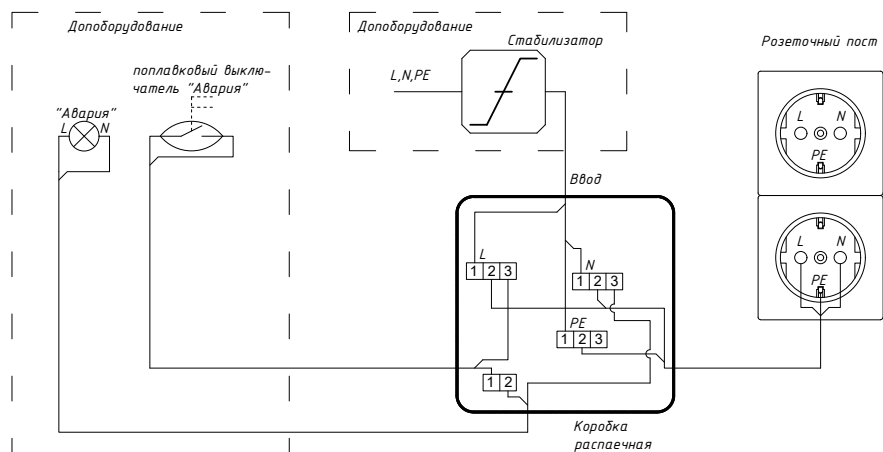 Допоборудование
Допоборудование
Стабилизатор
Розеточный пост
поплавковый выклю-
чатель "Авария"
L,N,PE
"Авария"
L N
L N
PE
Ввод
L
1 2 3
N
1 2 3
L N
PE
PE
1 2 3
1 2
Коробка
распаечная